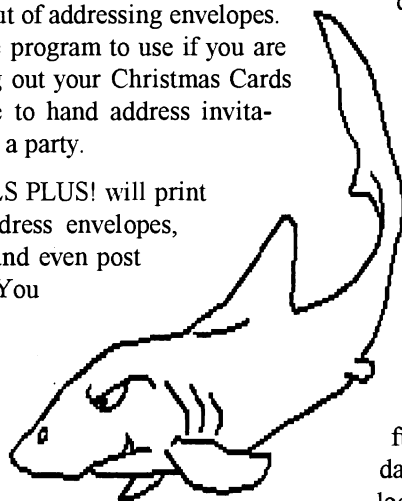 ut of addressing envelopes.
program to use if you are
g out your Christmas Cards
e to hand address invita-
a party.
LS PLUS! will print
dress envelopes,
nd even post
You
f
da